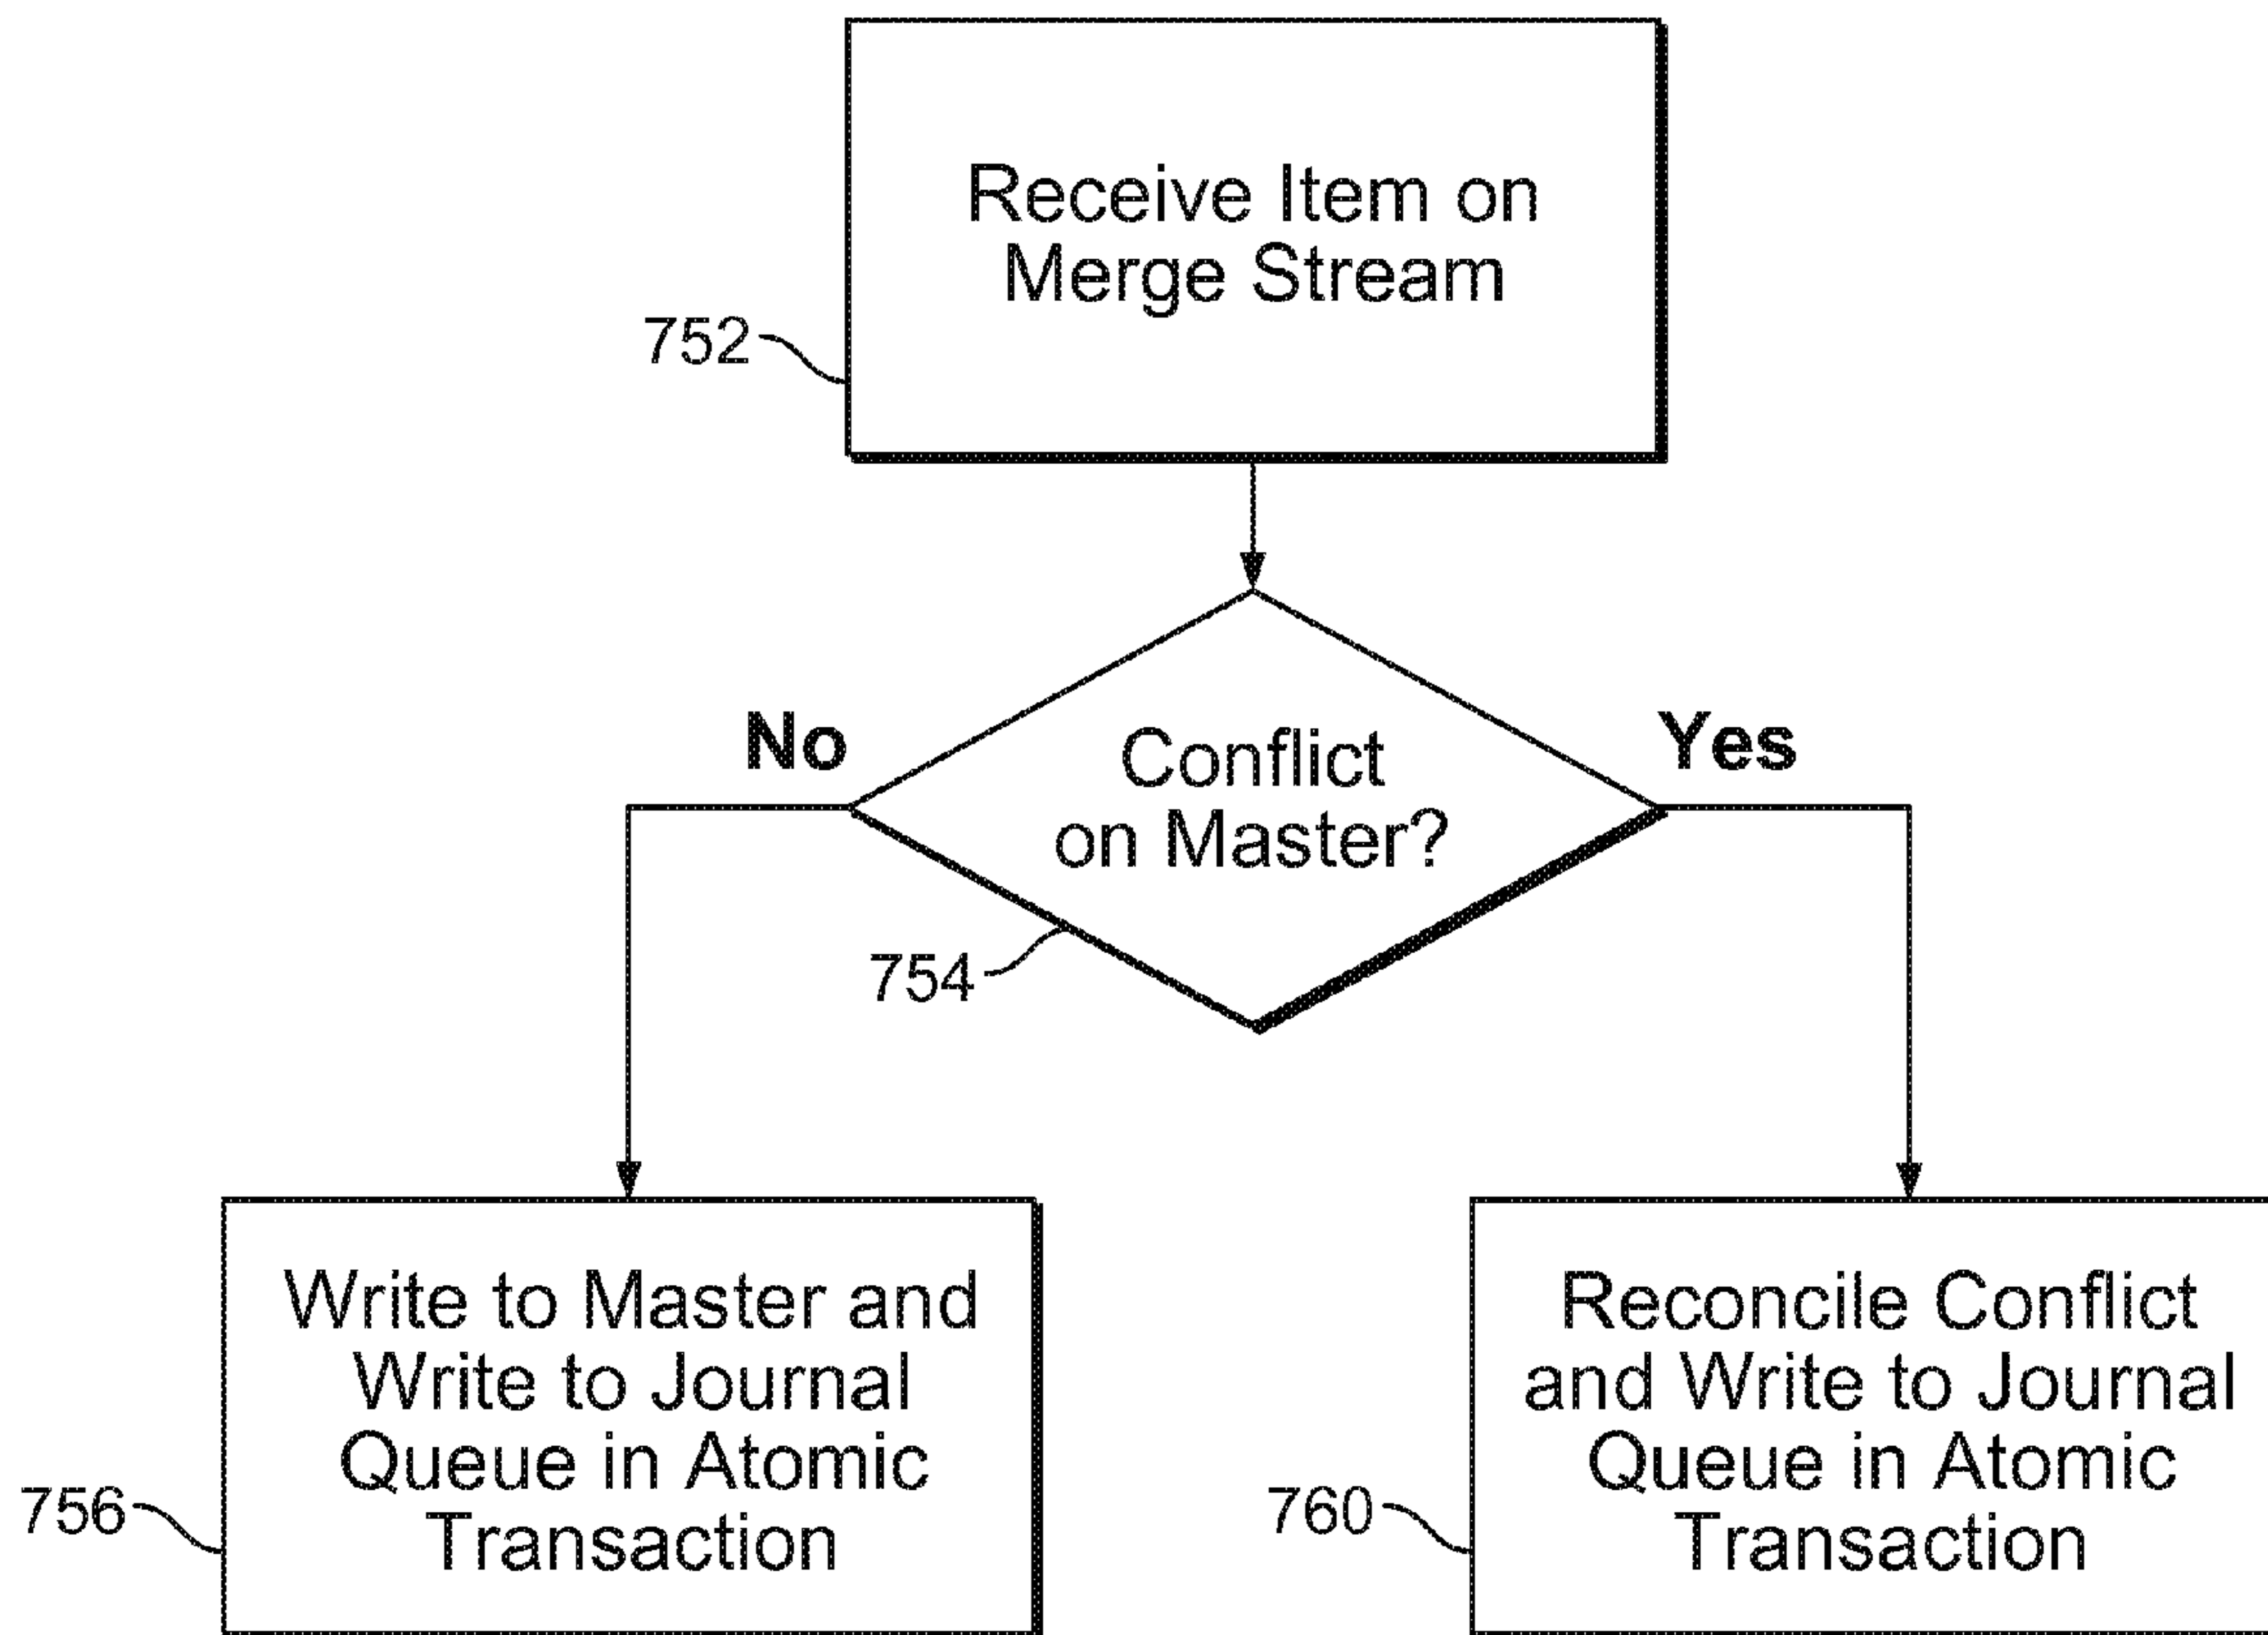 Receive Item on
Merge Stream
752
No
Yes
Conflict
on Master?
754
Write to Master and
Write to Journal
Queue in Atomic
Transaction
756
Reconcile Conflict
and Write to Journal
Queue in Atomic
Transaction
760